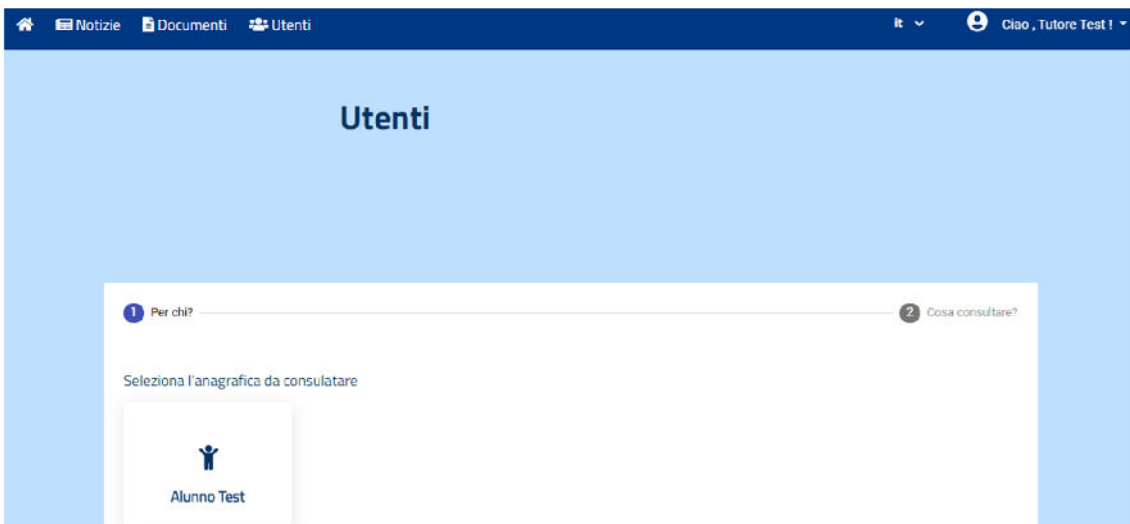 Notizie Documenti Utenti it Ciao , Tutore Test !
Utenti
1 Per chi? 2 Cosa consultare?
Seleziona l'anagrafica da consulatare
Alunno Test